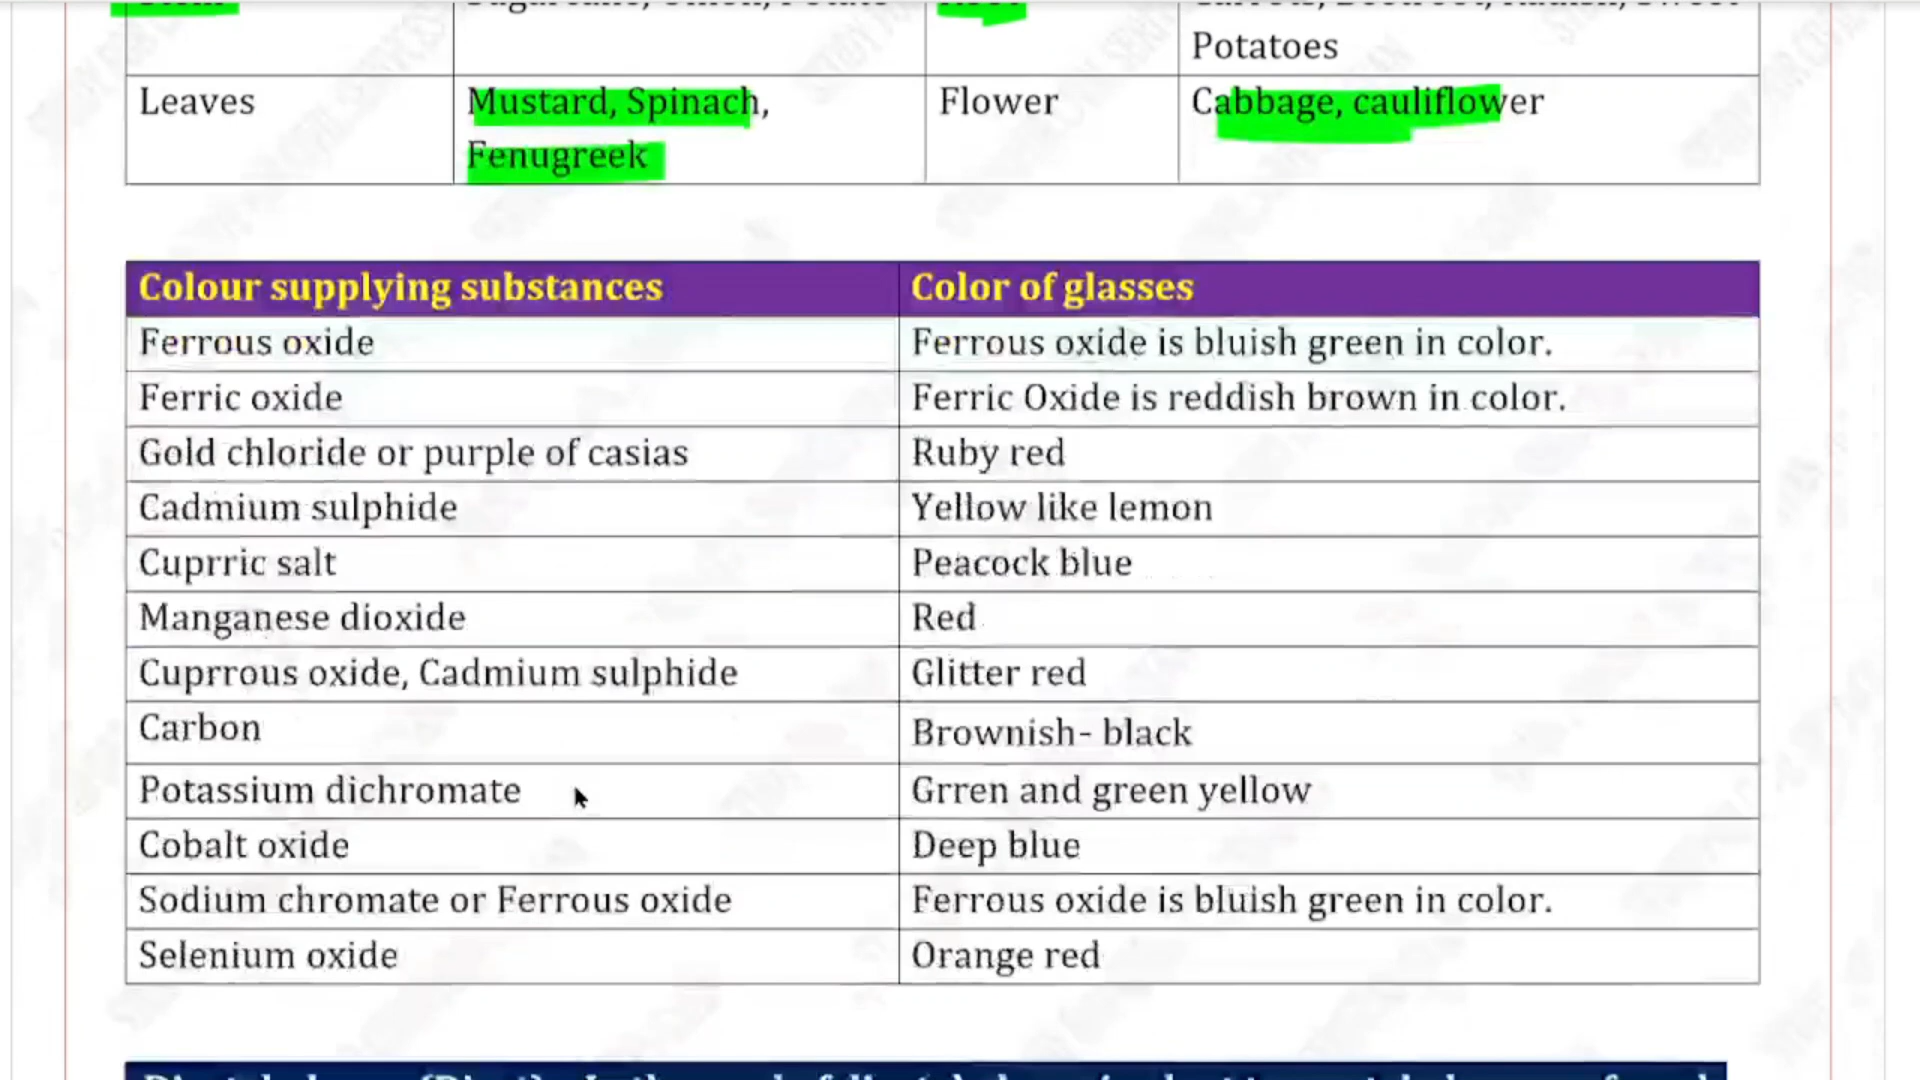 Potatoes
Leaves Mustard, Spinach, Flower Cabbage, cauliflower
Fenugreek
Colour supplying substances Color of glasses
Ferrous oxide Ferrous oxide is bluish green in color.
Ferric oxide Ferric Oxide is reddish brown in color.
Gold chloride or purple of casias Ruby red
Cadmium sulphide Yellow like lemon
Cuprric salt Peacock blue
Manganese dioxide Red
Cuprrous oxide, Cadmium sulphide Glitter red
Carbon Brownish- black
Potassium dichromate Grren and green yellow
Cobalt oxide Deep blue
Sodium chromate or Ferrous oxide Ferrous oxide is bluish green in color.
Selenium oxide Orange red